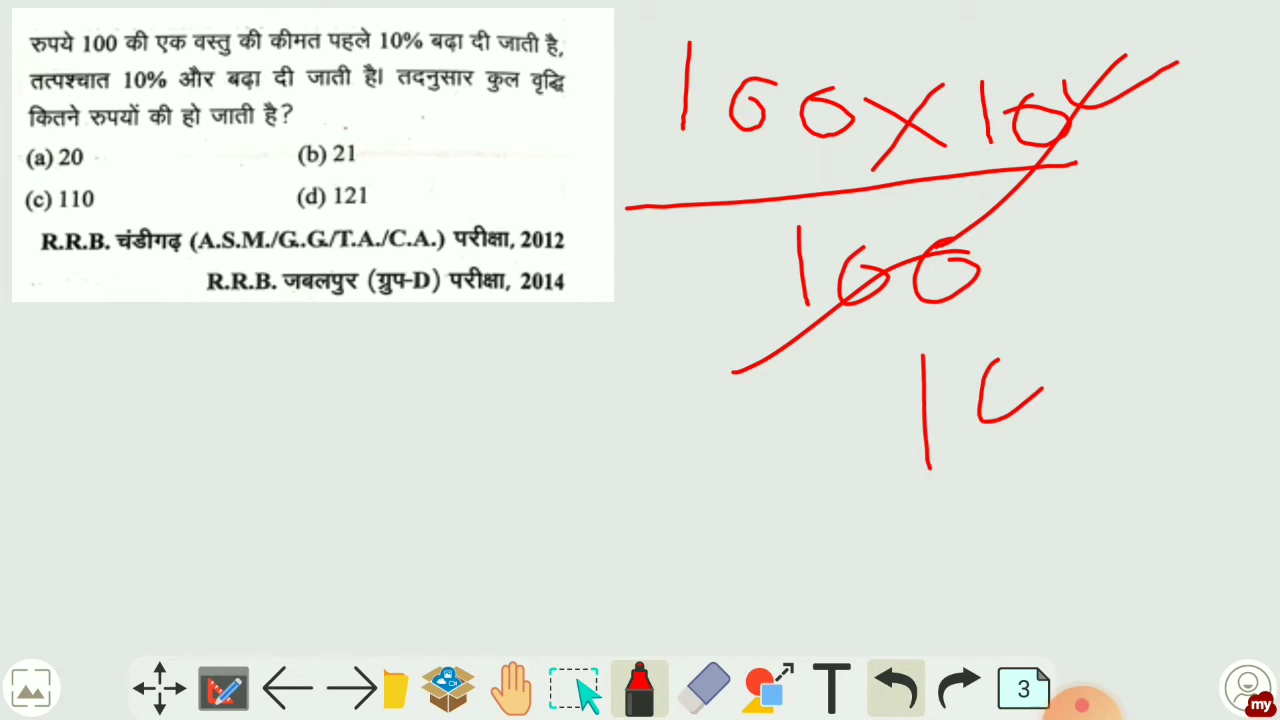 रुपये 100 की एक वस्तु की कीमत पहले 10% बढ़ा दी जाती है,
तत्पश्चात 10% और बढ़ा दी जाती है। तदनुसार कुल वृद्धि
कितने रुपयों की हो जाती है?
(a) 20 (b) 21
(c) 110 (d) 121
R.R.B. चंडीगढ़ (A.S.M./G.G/T.A./C.A.) परीक्षा, 2012
R.R.B. जबलपुर (ग्रुप-D) परीक्षा, 2014
100 × 10
100
10
T
3
my